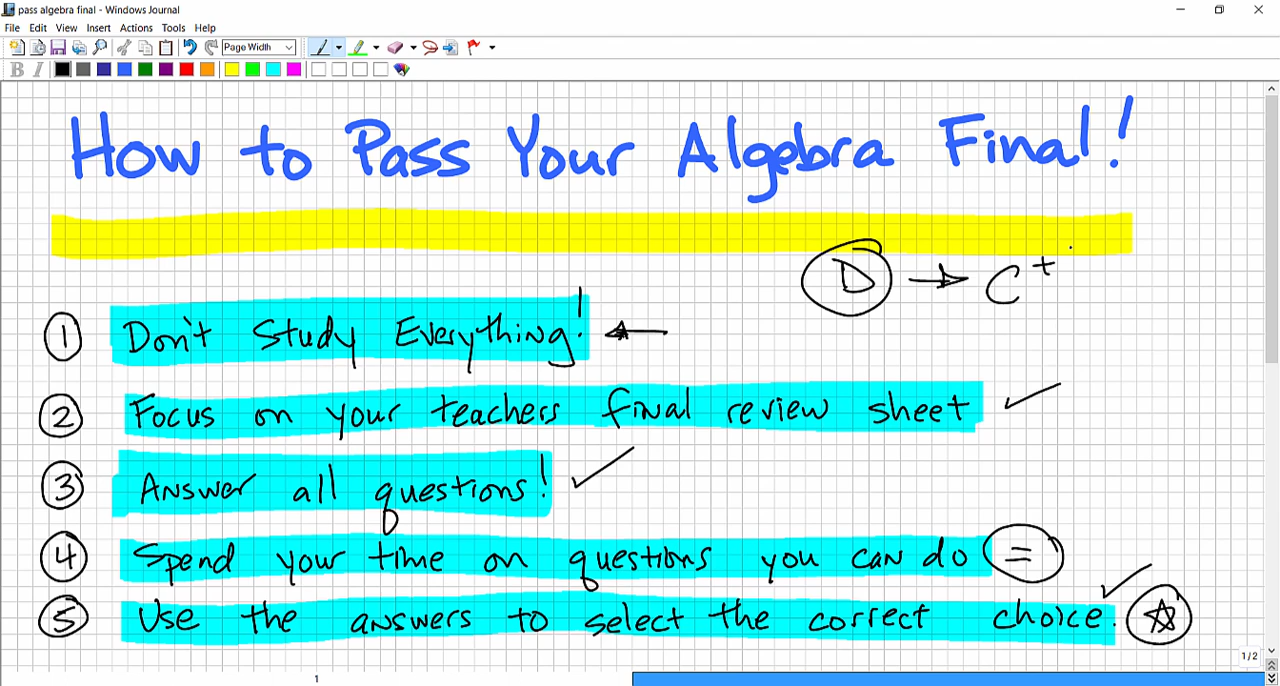 pass algebra final - Windows Journal
File Edit View Insert Actions Tools Help
Page Width
B I
How to Pass Your Algebra Final!
D → C+
1 Don't Study Everything! ←
2 Focus on your teachers final review sheet ✓
3 Answer all questions! ✓
4 Spend your time on questions you can do =
5 Use the answers to select the correct choice. ✓ ☆
1/2
1